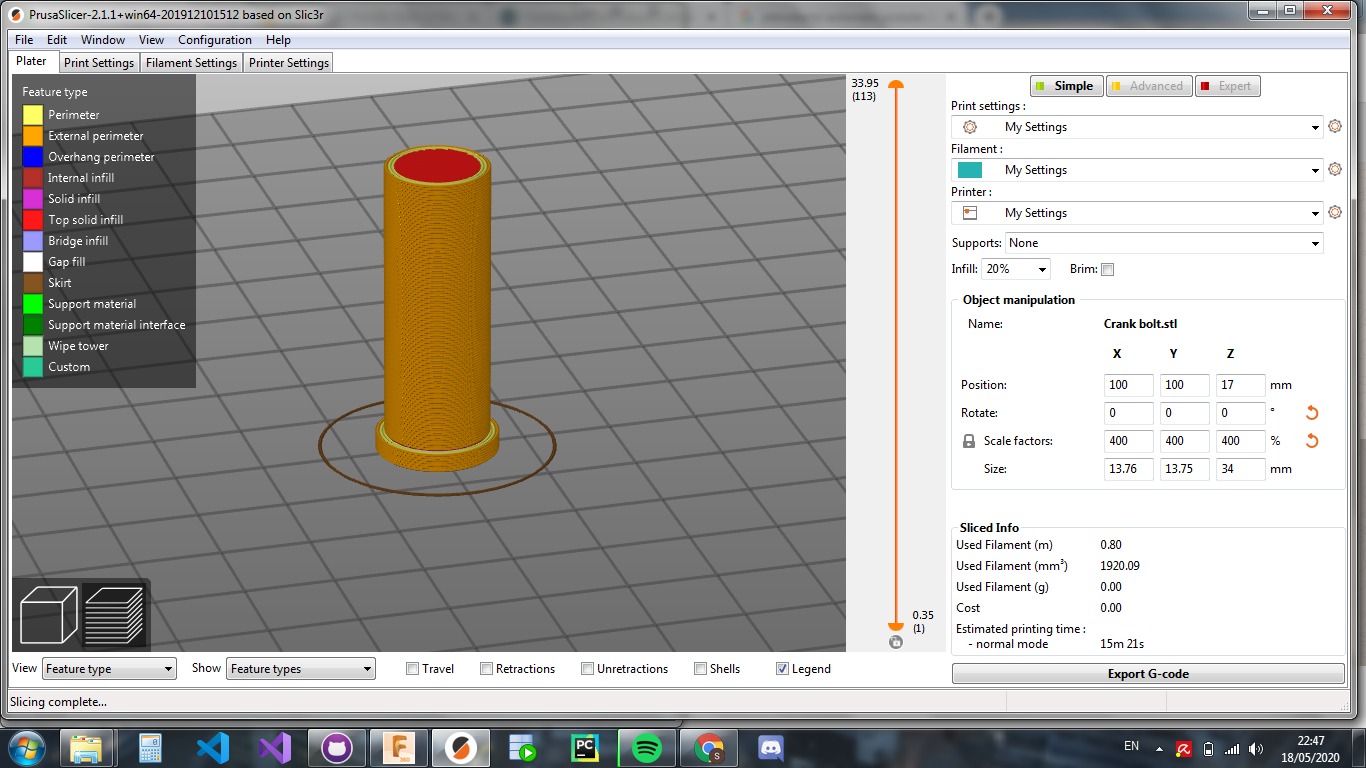 PrusaSlicer-2.1.1+win64-201912101512 based on Slic3r
File Edit Window View Configuration Help
Plater Print Settings Filament Settings Printer Settings
Feature type
Perimeter
External perimeter
Overhang perimeter
Internal infill
Solid infill
Top solid infill
Bridge infill
Gap fill
Skirt
Support material
Support material interface
Wipe tower
Custom
33.95
(113)
0.35
(1)
Simple Advanced Expert
Print settings :
My Settings
Filament :
My Settings
Printer :
My Settings
Supports: None
Infill: 20% Brim:
Object manipulation
Name: Crank bolt.stl
X Y Z
Position: 100 100 17 mm
Rotate: 0 0 0 °
Scale factors: 400 400 400 %
Size: 13.76 13.75 34 mm
Sliced Info
Used Filament (m) 0.80
Used Filament (mm³) 1920.09
Used Filament (g) 0.00
Cost 0.00
Estimated printing time :
- normal mode 15m 21s
View Feature type Show Feature types Travel Retractions Unretractions Shells Legend
Export G-code
Slicing complete...
F
360
PC
S
EN
22:47
18/05/2020